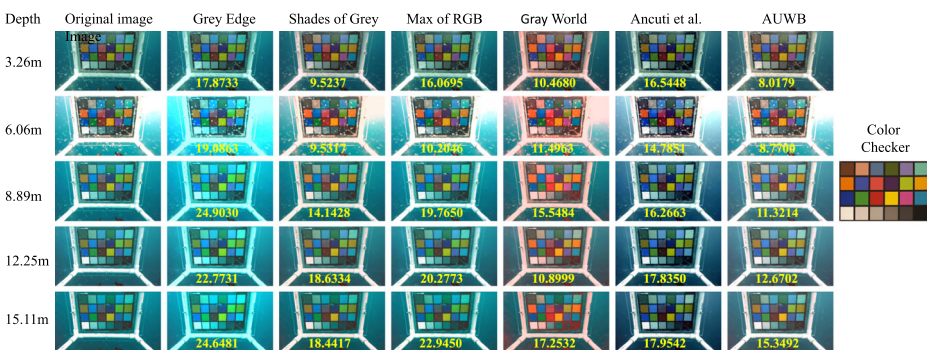 Depth Original image Grey Edge Shades of Grey Max of RGB Gray World Ancuti et al. AUWB
Image
3.26m 17.8733 9.5237 16.0695 10.4680 16.5448 8.0179
6.06m 19.0863 9.5317 10.2046 11.4963 14.7851 8.7700
Color
Checker
8.89m 24.9030 14.1428 19.7650 15.5484 16.2663 11.3214
12.25m 22.7731 18.6334 20.2773 10.8999 17.8350 12.6702
15.11m 24.6481 18.4417 22.9450 17.2532 17.9542 15.3492